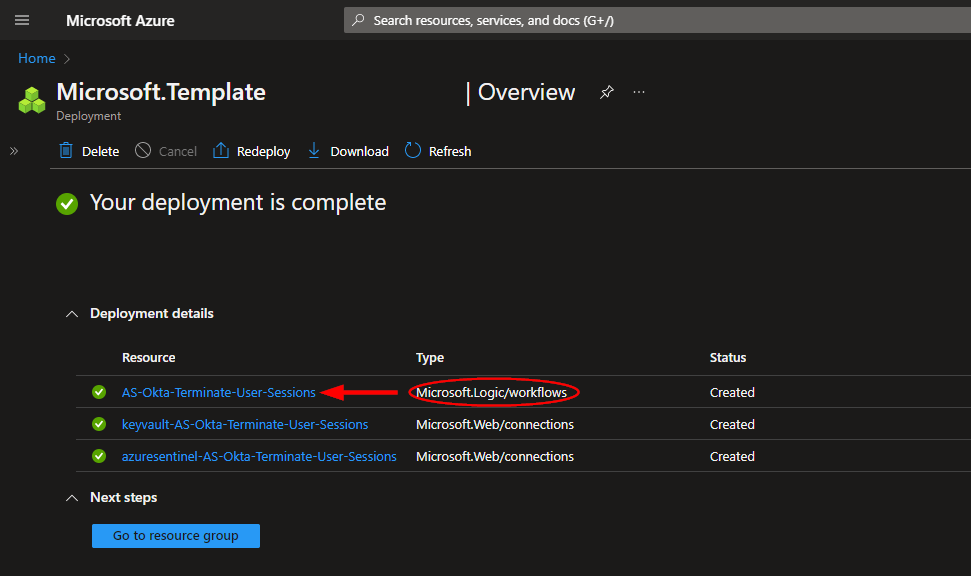 Microsoft Azure
Search resources, services, and docs (G+/)
Home
Microsoft.Template | Overview
Deployment
Delete Cancel Redeploy Download Refresh
Your deployment is complete
Deployment details
Resource Type Status
AS-Okta-Terminate-User-Sessions Microsoft.Logic/workflows Created
keyvault-AS-Okta-Terminate-User-Sessions Microsoft.Web/connections Created
azuresentinel-AS-Okta-Terminate-User-Sessions Microsoft.Web/connections Created
Next steps
Go to resource group